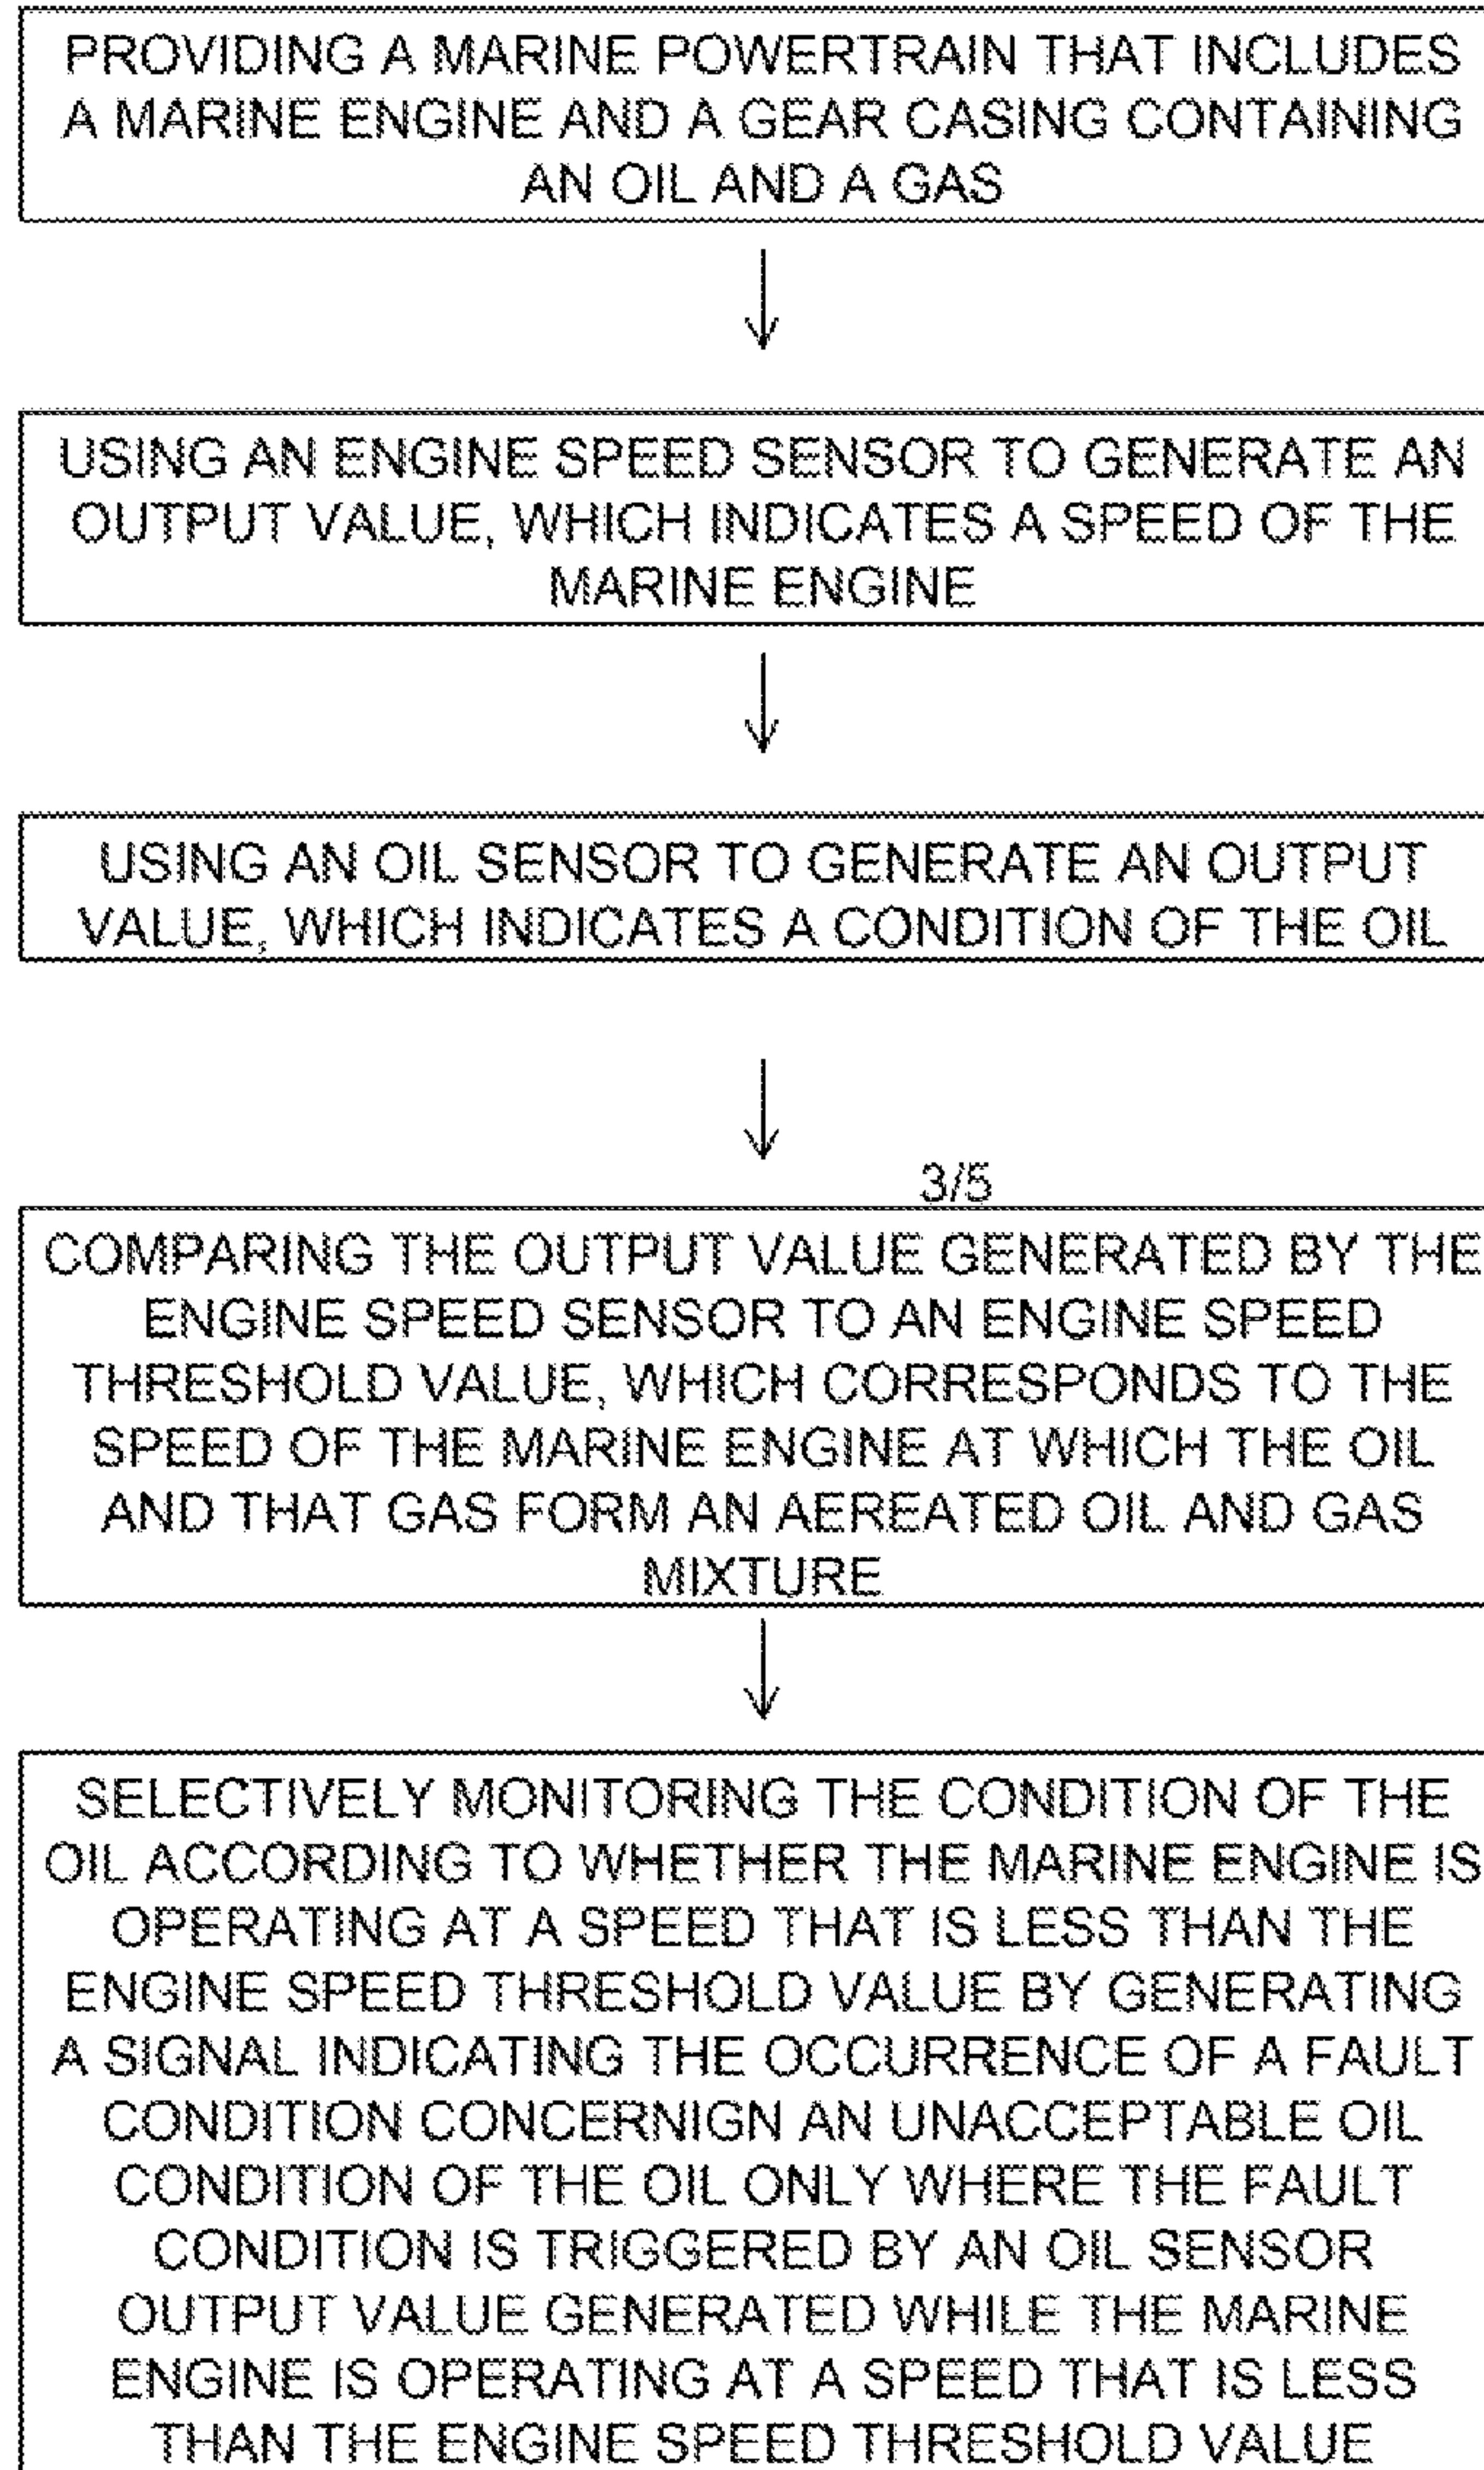 PROVIDING A MARINE POWERTRAIN THAT INCLUDES
A MARINE ENGINE AND A GEAR CASING CONTAINING
AN OIL AND A GAS
USING AN ENGINE SPEED SENSOR TO GENERATE AN
OUTPUT VALUE, WHICH INDICATES A SPEED OF THE
MARINE ENGINE
USING AN OIL SENSOR TO GENERATE AN OUTPUT
VALUE, WHICH INDICATES A CONDITION OF THE OIL
3/5
COMPARING THE OUTPUT VALUE GENERATED BY THE
ENGINE SPEED SENSOR TO AN ENGINE SPEED
THRESHOLD VALUE, WHICH CORRESPONDS TO THE
SPEED OF THE MARINE ENGINE AT WHICH THE OIL
AND THAT GAS FORM AN AEREATED OIL AND GAS
MIXTURE
SELECTIVELY MONITORING THE CONDITION OF THE
OIL ACCORDING TO WHETHER THE MARINE ENGINE IS
OPERATING AT A SPEED THAT IS LESS THAN THE
ENGINE SPEED THRESHOLD VALUE BY GENERATING
A SIGNAL INDICATING THE OCCURRENCE OF A FAULT
CONDITION CONCERNIGN AN UNACCEPTABLE OIL
CONDITION OF THE OIL ONLY WHERE THE FAULT
CONDITION IS TRIGGERED BY AN OIL SENSOR
OUTPUT VALUE GENERATED WHILE THE MARINE
ENGINE IS OPERATING AT A SPEED THAT IS LESS
THAN THE ENGINE SPEED THRESHOLD VALUE